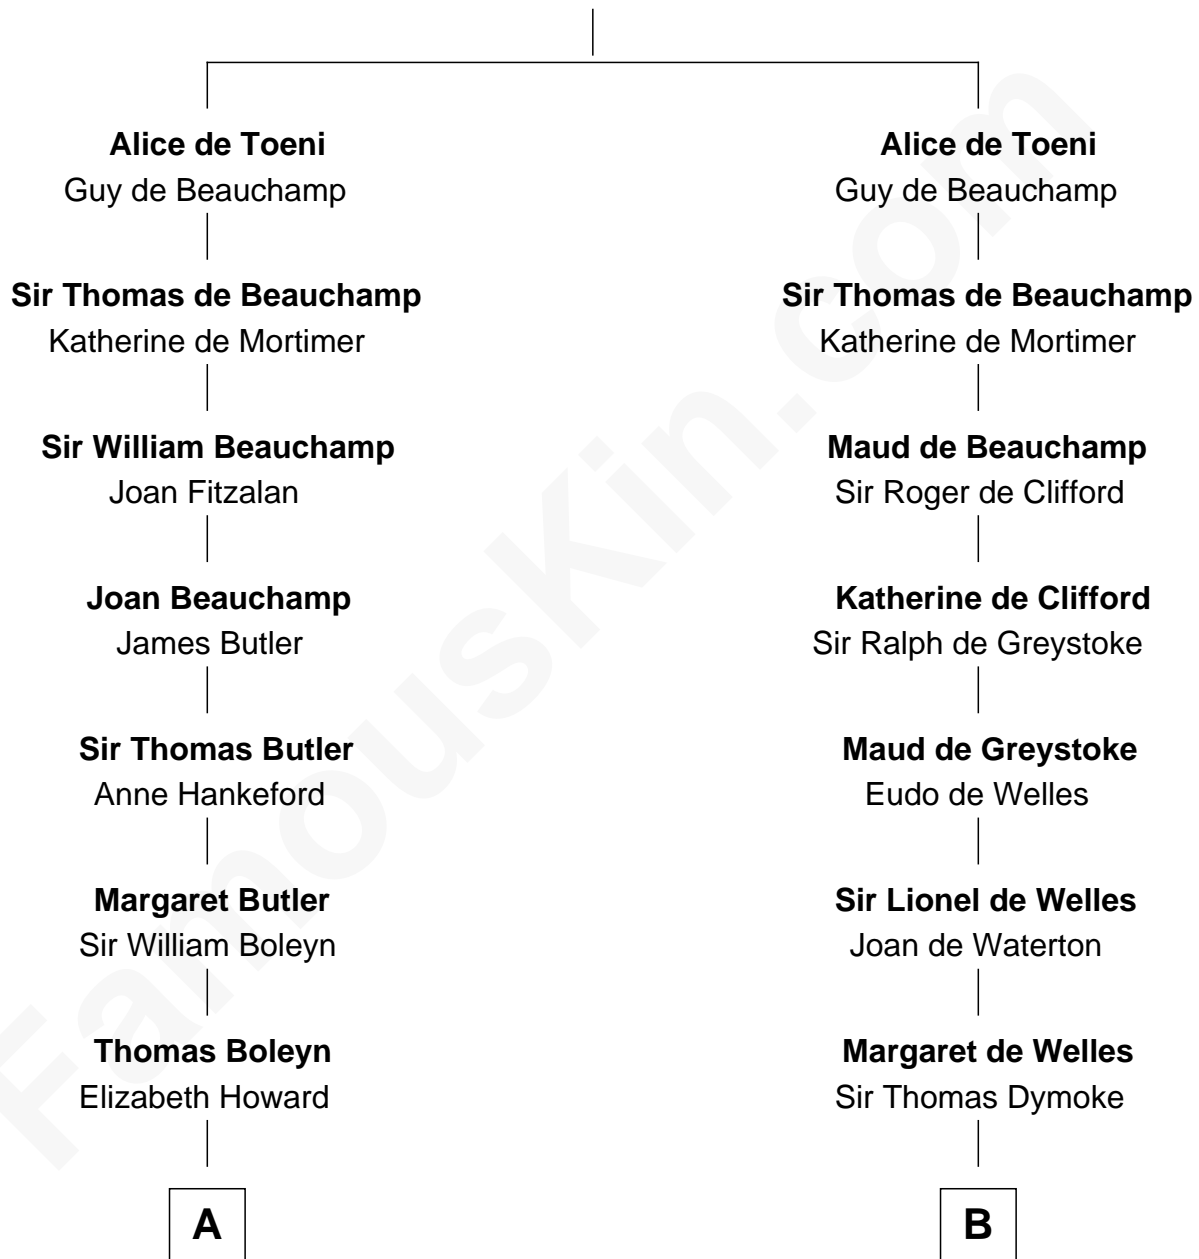 Alice de Toeni
Guy de Beauchamp
Sir Thomas de Beauchamp
Katherine de Mortimer
Sir William Beauchamp
Joan Fitzalan
Joan Beauchamp
James Butler
Sir Thomas Butler
Anne Hankeford
Margaret Butler
Sir William Boleyn
Thomas Boleyn
Elizabeth Howard
A
Alice de Toeni
Guy de Beauchamp
Sir Thomas de Beauchamp
Katherine de Mortimer
Maud de Beauchamp
Sir Roger de Clifford
Katherine de Clifford
Sir Ralph de Greystoke
Maud de Greystoke
Eudo de Welles
Sir Lionel de Welles
Joan de Waterton
Margaret de Welles
Sir Thomas Dymoke
B
FamousKin.com